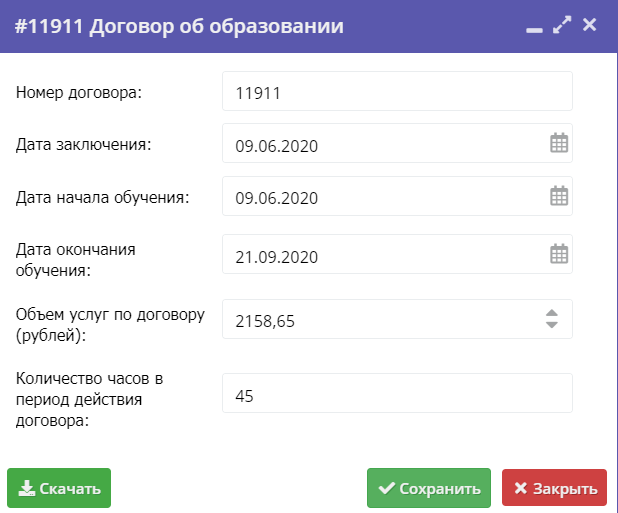 #11911 Договор об образовании
Номер договора:
11911
Дата заключения:
09.06.2020
Дата начала обучения:
09.06.2020
Дата окончания
обучения:
21.09.2020
Объем услуг по договору
(рублей):
2158,65
Количество часов в
период действия
договора:
45
Скачать
Сохранить
Закрыть